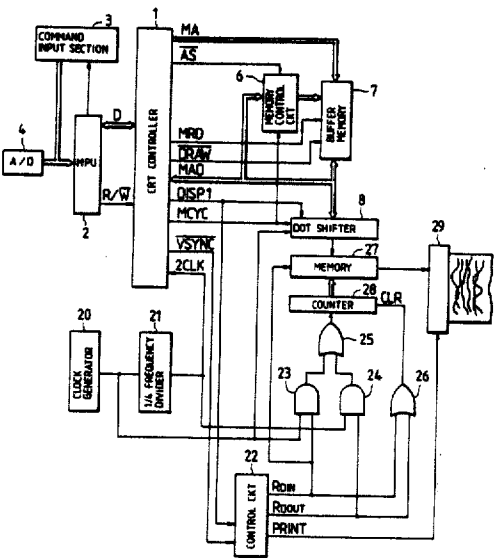 3
COMMAND
INPUT SECTION
1
MA
AS
6
MEMORY
CONTROL
CKT
7
BUFFER
MEMORY
4
A/D
D
MPU
CRT CONTROLLER
MRD
DRAW
MAD
R/W
DISP1
MCYC
2
8
DOT SHIFTER
29
VSYNC
27
MEMORY
2CLK
28
COUNTER
CLR
20
CLOCK
GENERATOR
21
1/4 FREQUENCY
DIVIDER
25
23
24
26
22
CONTROL CKT
RDIN
RDOUT
PRINT